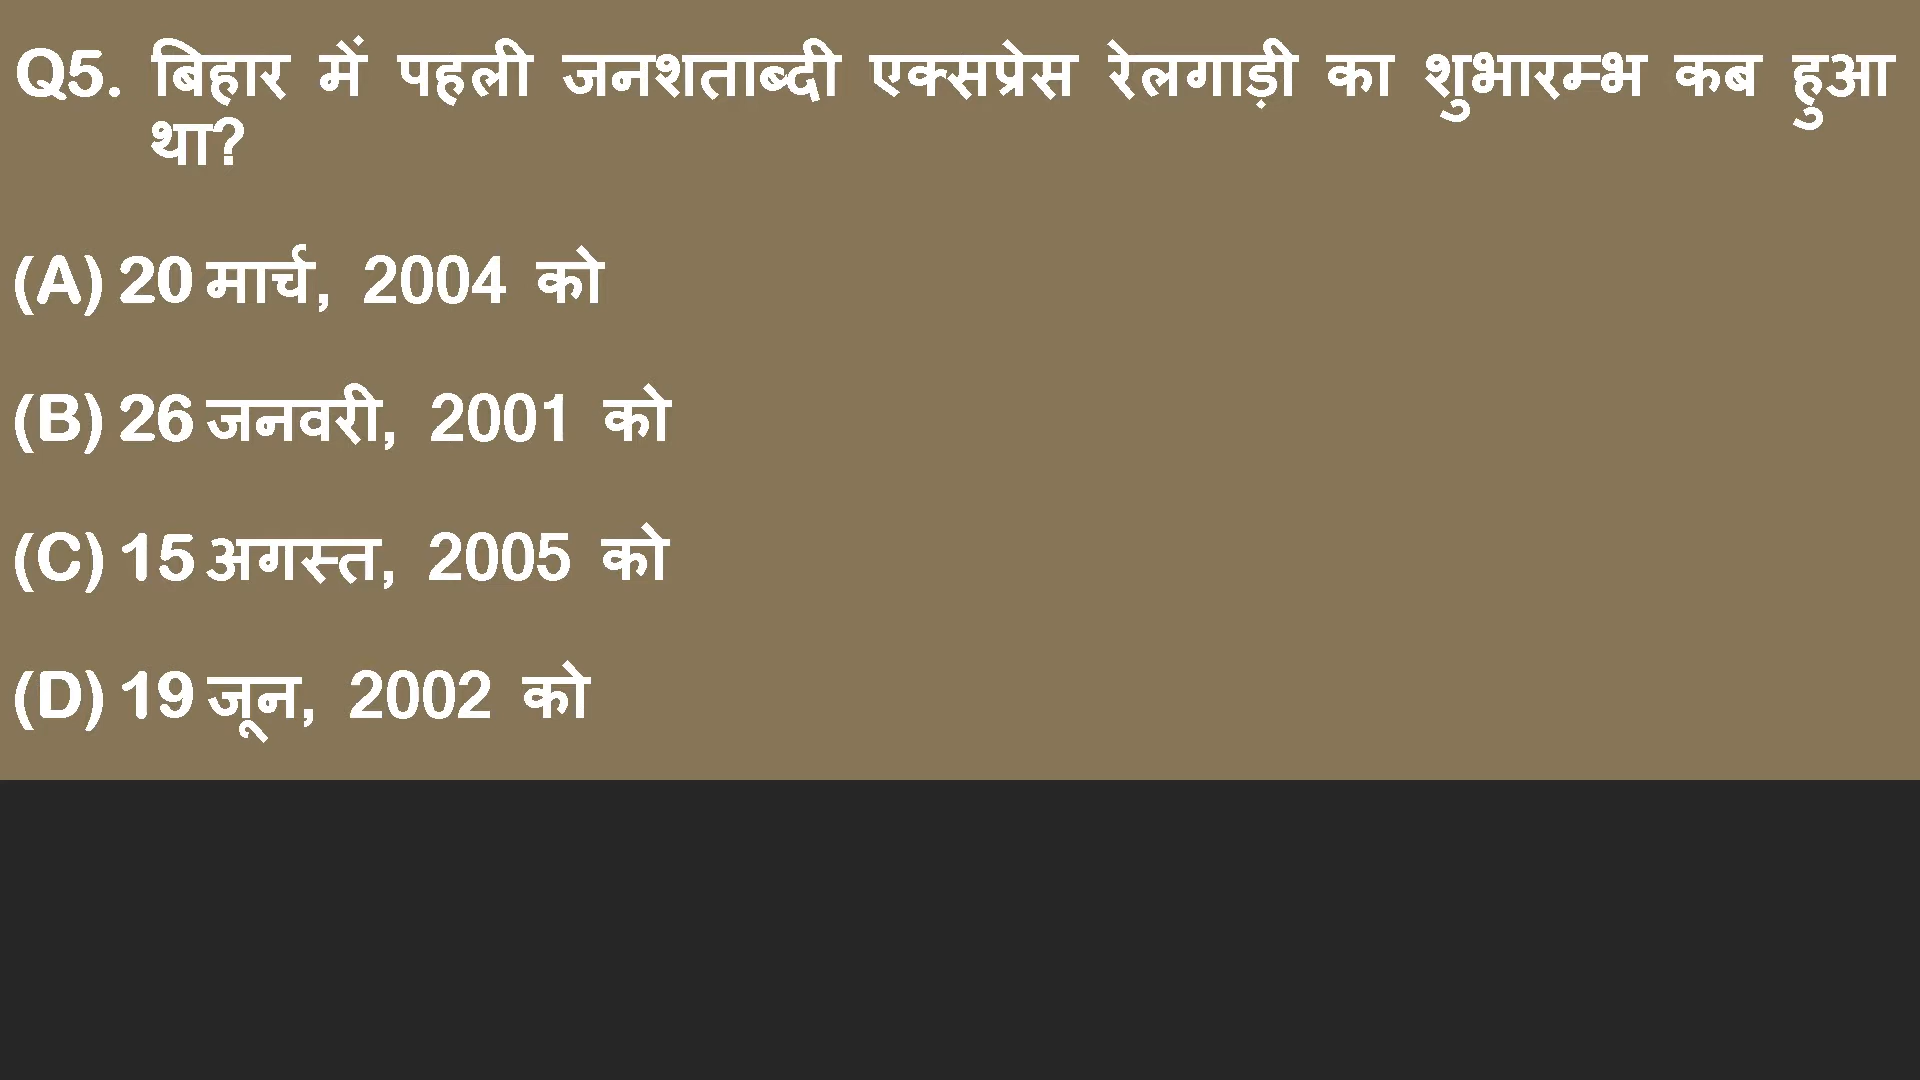 Q5. बिहार में पहली जनशताब्दी एक्सप्रेस रेलगाड़ी का शुभारम्भ कब हुआ
था?
(A) 20 मार्च, 2004 को
(B) 26 जनवरी, 2001 को
(C) 15 अगस्त, 2005 को
(D) 19 जून, 2002 को